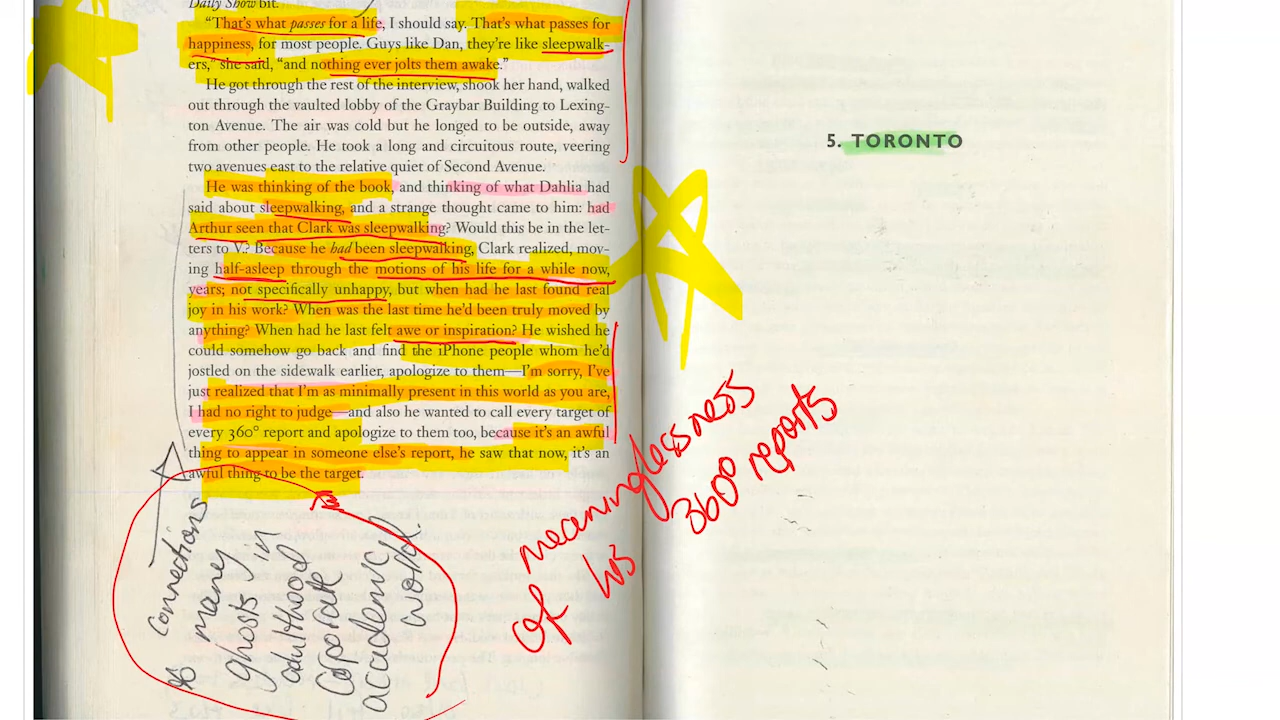 Daily Show bit.
“That’s what passes for a life, I should say. That’s what passes for
happiness, for most people. Guys like Dan, they’re like sleepwalk-
ers,” she said, “and nothing ever jolts them awake.”
He got through the rest of the interview, shook her hand, walked
out through the vaulted lobby of the Graybar Building to Lexing-
ton Avenue. The air was cold but he longed to be outside, away
from other people. He took a long and circuitous route, veering
two avenues east to the relative quiet of Second Avenue.
He was thinking of the book, and thinking of what Dahlia had
said about sleepwalking, and a strange thought came to him: had
Arthur seen that Clark was sleepwalking? Would this be in the let-
ters to V.? Because he had been sleepwalking, Clark realized, mov-
ing half-asleep through the motions of his life for a while now,
years; not specifically unhappy, but when had he last found real
joy in his work? When was the last time he’d been truly moved by
anything? When had he last felt awe or inspiration? He wished he
could somehow go back and find the iPhone people whom he’d
jostled on the sidewalk earlier, apologize to them—I’m sorry, I’ve
just realized that I’m as minimally present in this world as you are,
I had no right to judge—and also he wanted to call every target of
every 360° report and apologize to them too, because it’s an awful
thing to appear in someone else’s report, he saw that now, it’s an
awful thing to be the target.
Connections
to many
ghosts in
adulthood
coporate
academic
world.
meaninglessness
of his 360° reports
5. TORONTO